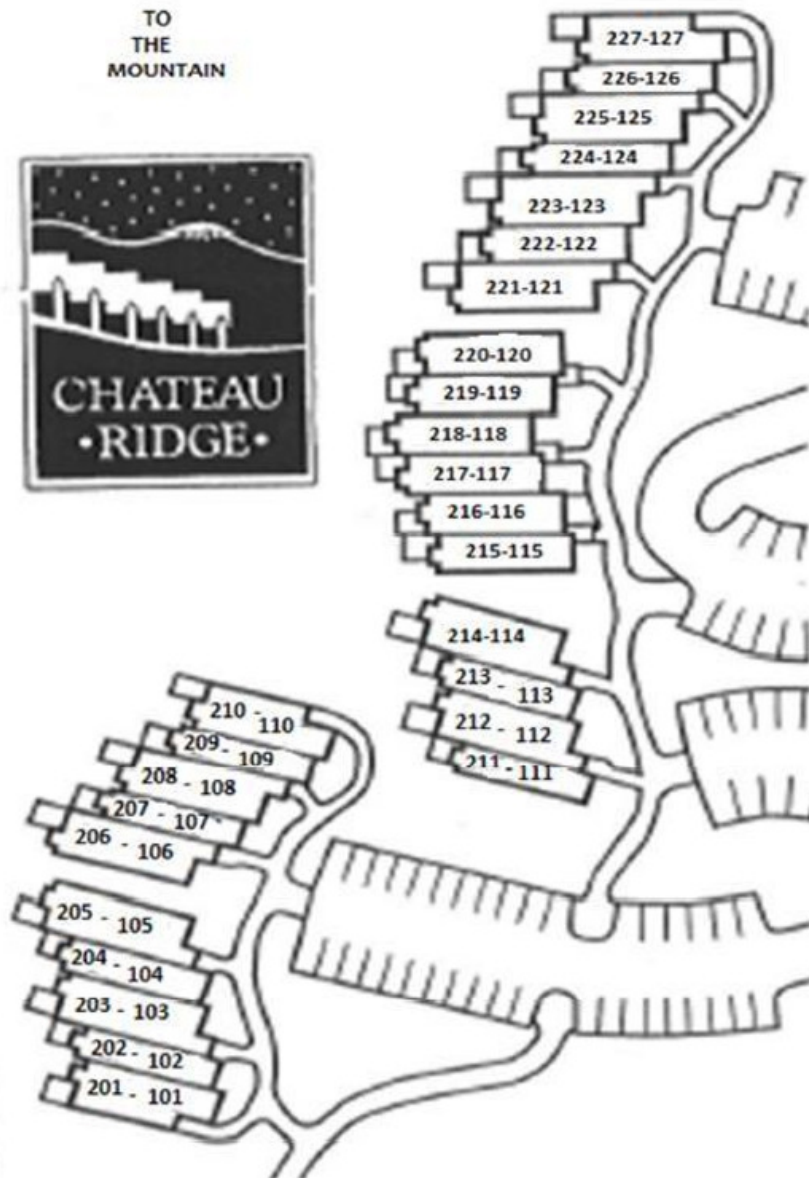 TO
THE
MOUNTAIN
CHATEAU
•RIDGE•
227-127
226-126
225-125
224-124
223-123
222-122
221-121
220-120
219-119
218-118
217-117
216-116
215-115
214-114
213 - 113
212 - 112
211 - 111
210 - 110
209 - 109
208 - 108
207 - 107
206 - 106
205 - 105
204 - 104
203 - 103
202 - 102
201 - 101